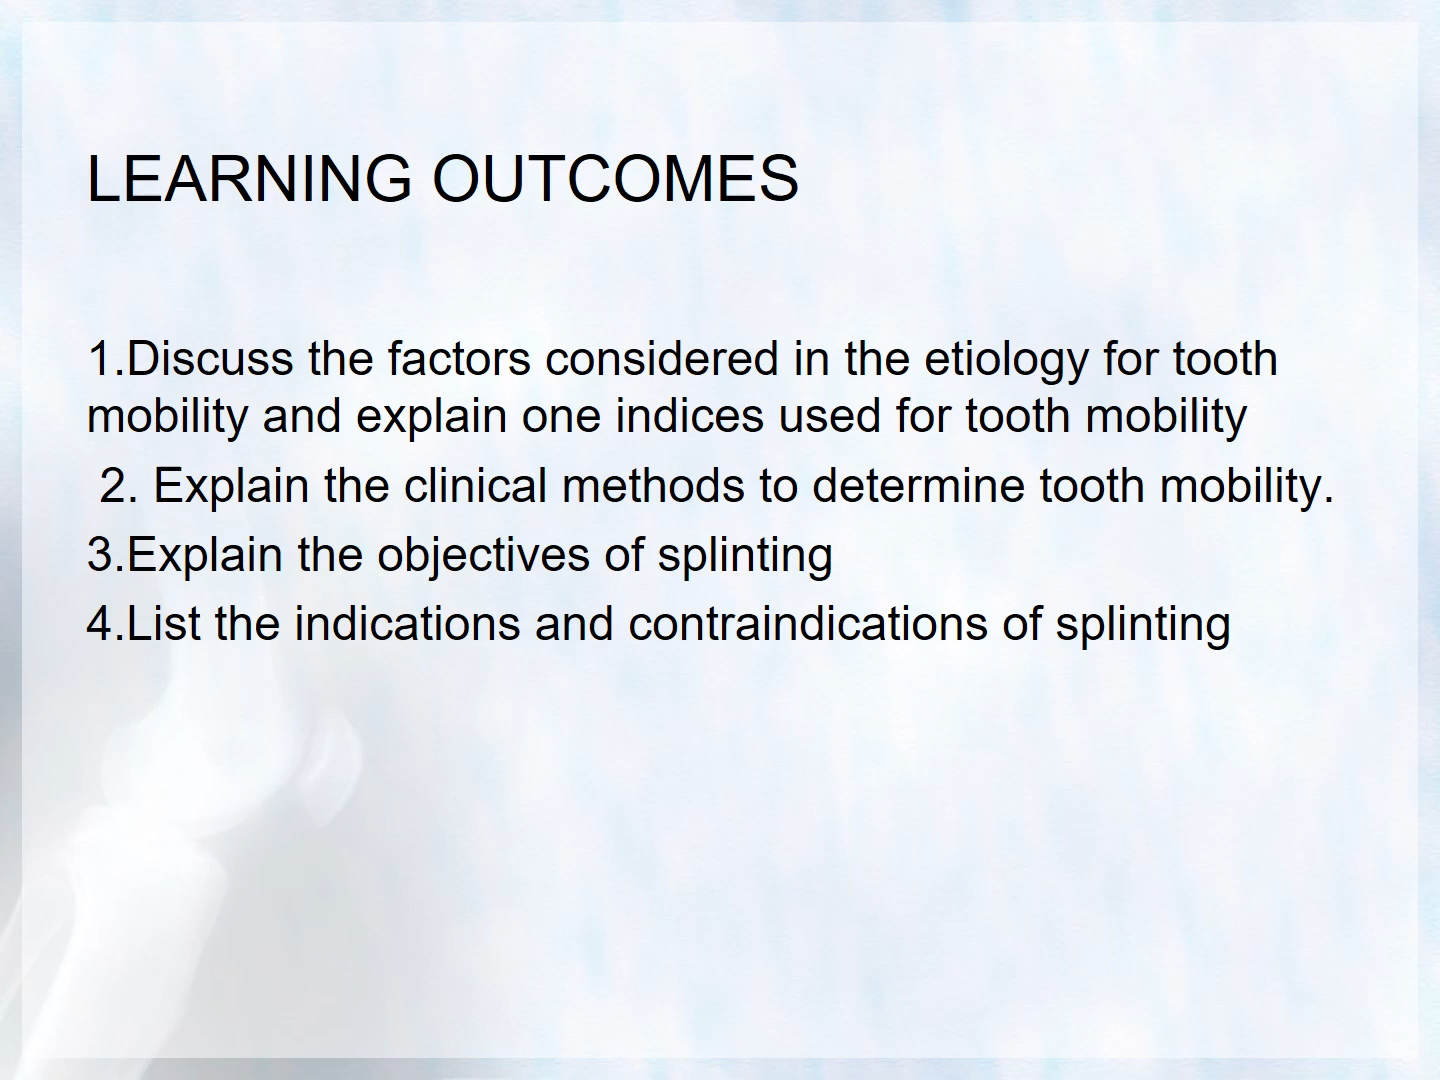 LEARNING OUTCOMES
1.Discuss the factors considered in the etiology for tooth
mobility and explain one indices used for tooth mobility
2. Explain the clinical methods to determine tooth mobility.
3.Explain the objectives of splinting
4.List the indications and contraindications of splinting